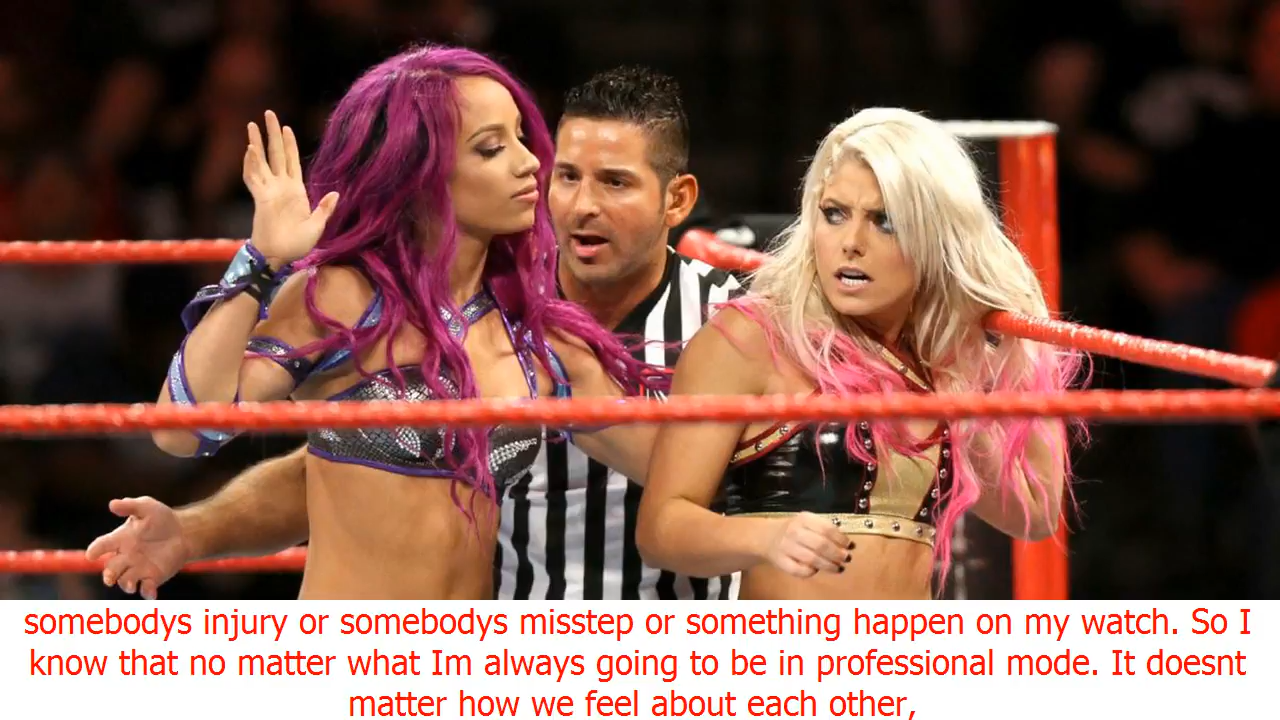 somebodys injury or somebodys misstep or something happen on my watch. So I
know that no matter what Im always going to be in professional mode. It doesnt
matter how we feel about each other,